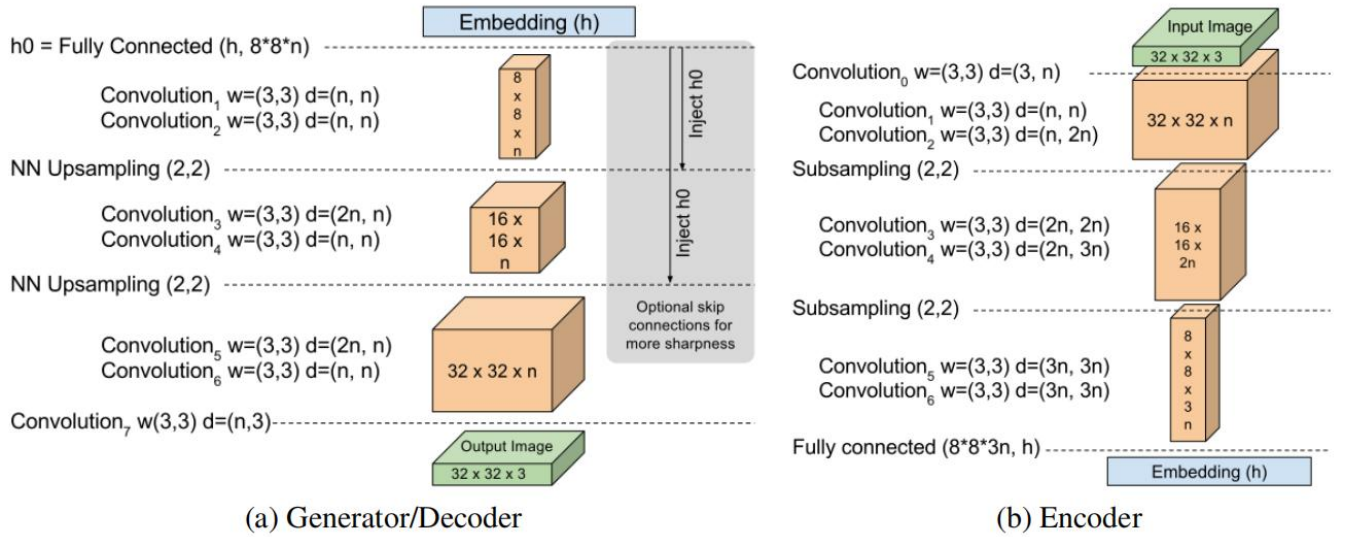 Embedding (h)
h0 = Fully Connected (h, 8*8*n)
8
x
8
x
n
Convolution₁ w=(3,3) d=(n, n)
Convolution₂ w=(3,3) d=(n, n)
Inject h0
NN Upsampling (2,2)
Convolution₃ w=(3,3) d=(2n, n)
Convolution₄ w=(3,3) d=(n, n)
16 x
16 x
n
Inject h0
NN Upsampling (2,2)
Optional skip
connections for
more sharpness
Convolution₅ w=(3,3) d=(2n, n)
Convolution₆ w=(3,3) d=(n, n)
32 x 32 x n
Convolution₇ w(3,3) d=(n,3)
Output Image
32 x 32 x 3
(a) Generator/Decoder
Input Image
32 x 32 x 3
Convolution₀ w=(3,3) d=(3, n)
Convolution₁ w=(3,3) d=(n, n)
Convolution₂ w=(3,3) d=(n, 2n)
32 x 32 x n
Subsampling (2,2)
Convolution₃ w=(3,3) d=(2n, 2n)
Convolution₄ w=(3,3) d=(2n, 3n)
16 x
16 x
2n
Subsampling (2,2)
Convolution₅ w=(3,3) d=(3n, 3n)
Convolution₆ w=(3,3) d=(3n, 3n)
8
x
8
x
3
n
Fully connected (8*8*3n, h)
Embedding (h)
(b) Encoder